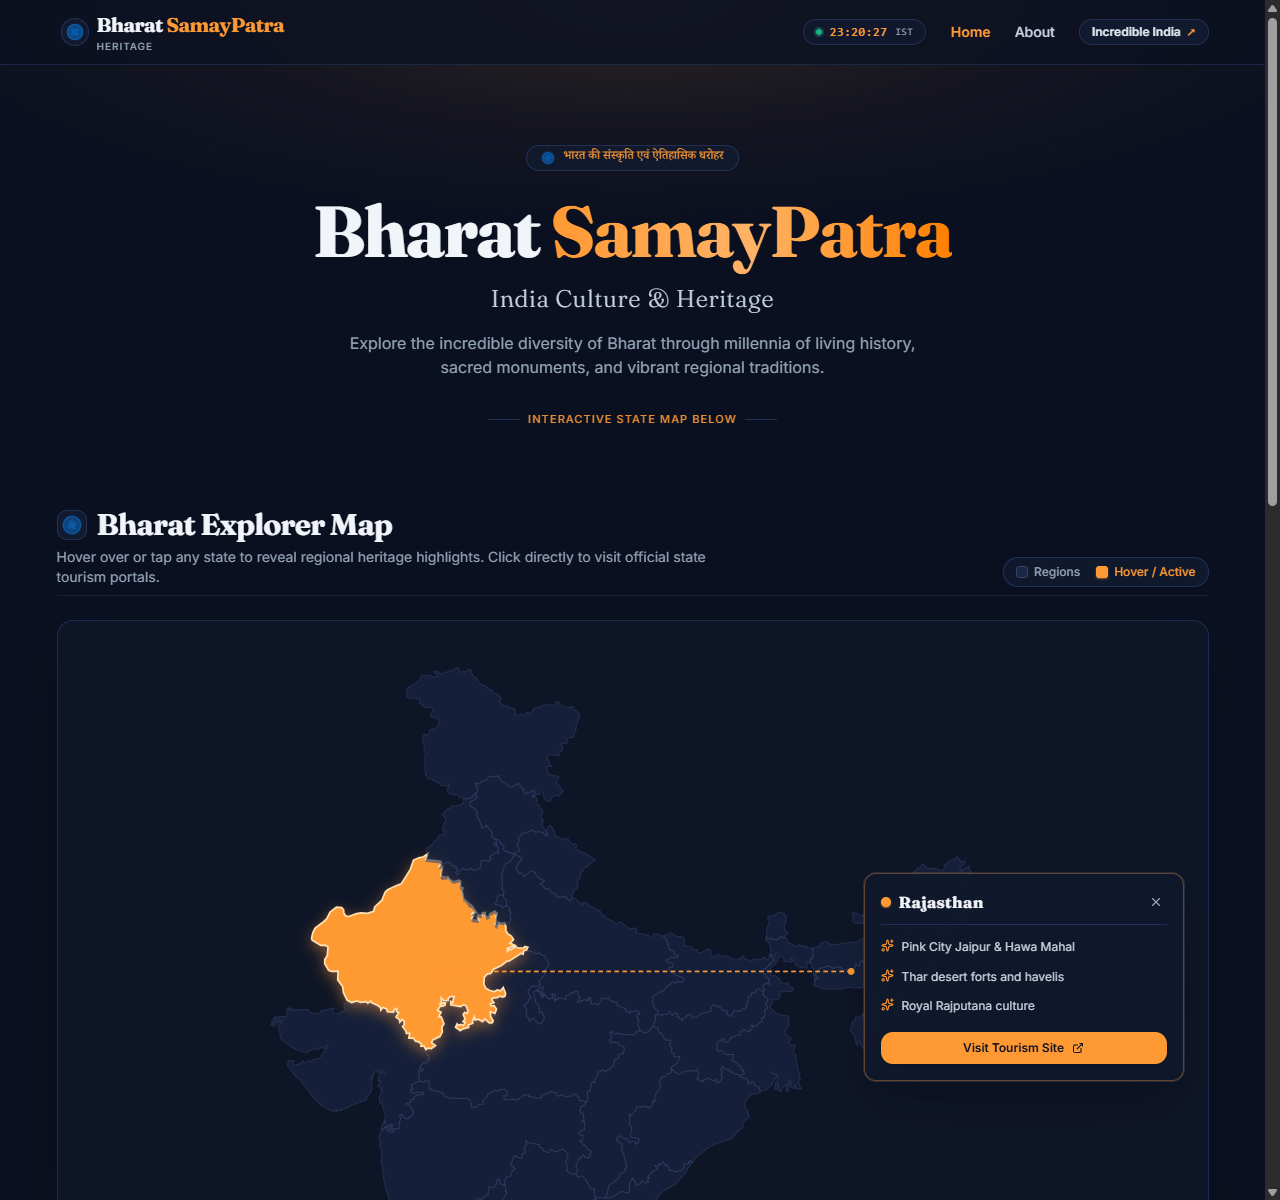 Bharat SamayPatra
HERITAGE
23:20:27 IST
Home
About
Incredible India ↗
भारत की संस्कृति एवं ऐतिहासिक धरोहर
Bharat SamayPatra
India Culture & Heritage
Explore the incredible diversity of Bharat through millennia of living history,
sacred monuments, and vibrant regional traditions.
INTERACTIVE STATE MAP BELOW
Bharat Explorer Map
Hover over or tap any state to reveal regional heritage highlights. Click directly to visit official state
tourism portals.
Regions
Hover / Active
Rajasthan
Pink City Jaipur & Hawa Mahal
Thar desert forts and havelis
Royal Rajputana culture
Visit Tourism Site